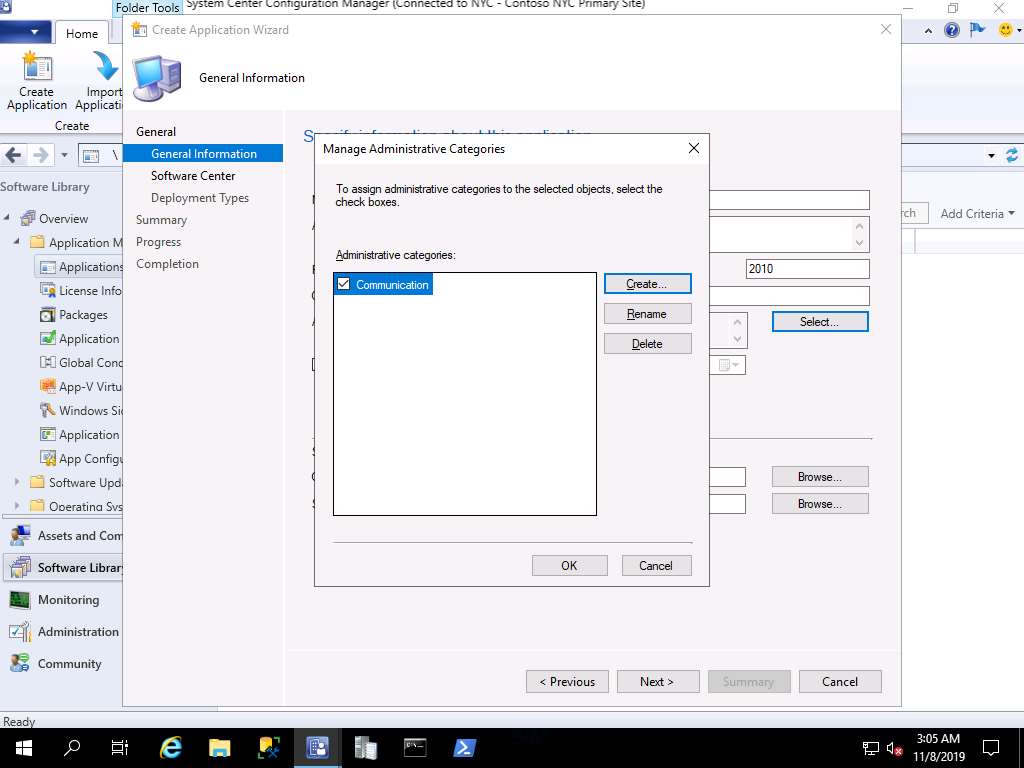 Folder Tools
System Center Configuration Manager (Connected to NYC - Contoso NYC Primary Site)
Home
Create Application
Import
Create
Create Application Wizard
General Information
General
General Information
Software Center
Deployment Types
Summary
Progress
Completion
Software Library
Overview
Application M
Applications
License Info
Packages
Application
Global Cond
App-V Virtu
Windows Si
Application
App Configu
Software Upda
Operating Sys
Assets and Com
Software Library
Monitoring
Administration
Community
Ready
Manage Administrative Categories
To assign administrative categories to the selected objects, select the
check boxes.
Administrative categories:
Communication
Create...
Rename
Delete
OK
Cancel
2010
Select...
Browse...
Browse...
Add Criteria
< Previous
Next >
Summary
Cancel
3:05 AM
11/8/2019